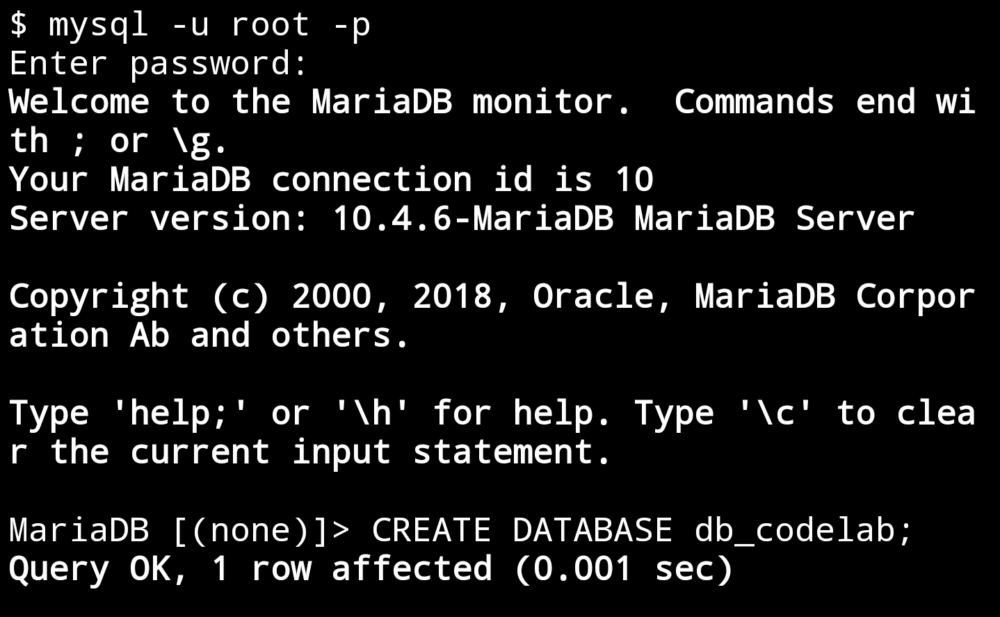 $ mysql -u root -p
Enter password:
Welcome to the MariaDB monitor.  Commands end wi
th ; or \g.
Your MariaDB connection id is 10
Server version: 10.4.6-MariaDB MariaDB Server
Copyright (c) 2000, 2018, Oracle, MariaDB Corpor
ation Ab and others.
Type 'help;' or '\h' for help. Type '\c' to clea
r the current input statement.
MariaDB [(none)]> CREATE DATABASE db_codelab;
Query OK, 1 row affected (0.001 sec)